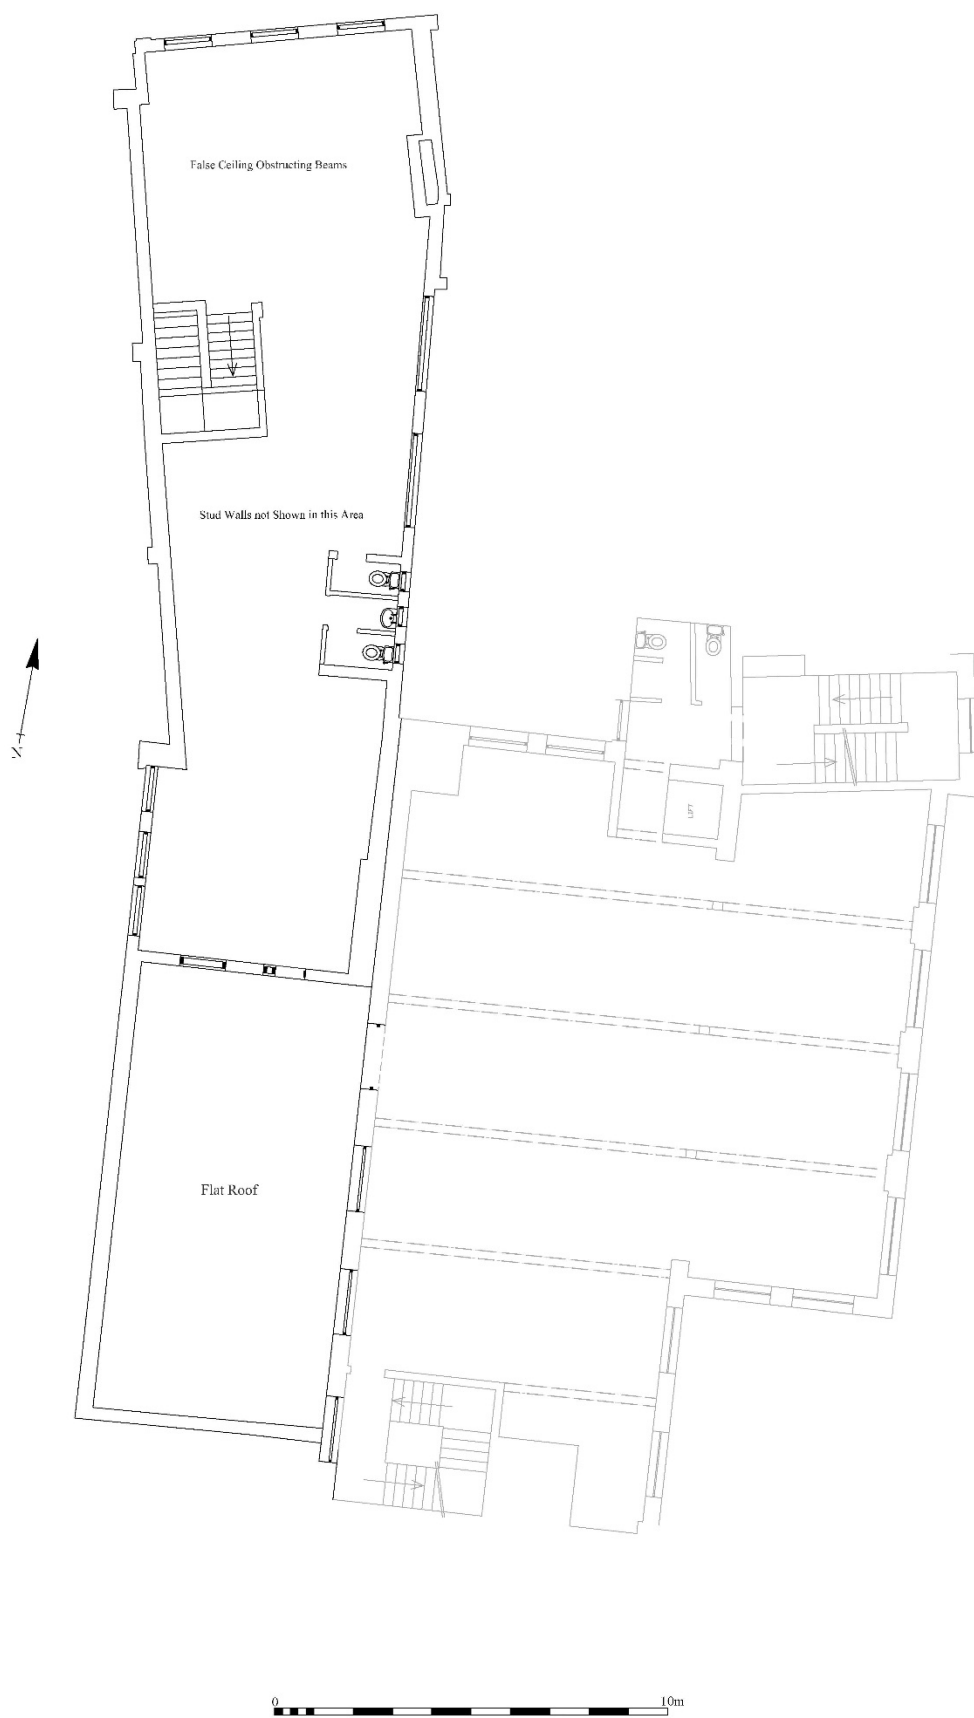 False Ceiling Obstructing Beams
Stud Walls not Shown in this Area
N
LIFT
Flat Roof
0 10m